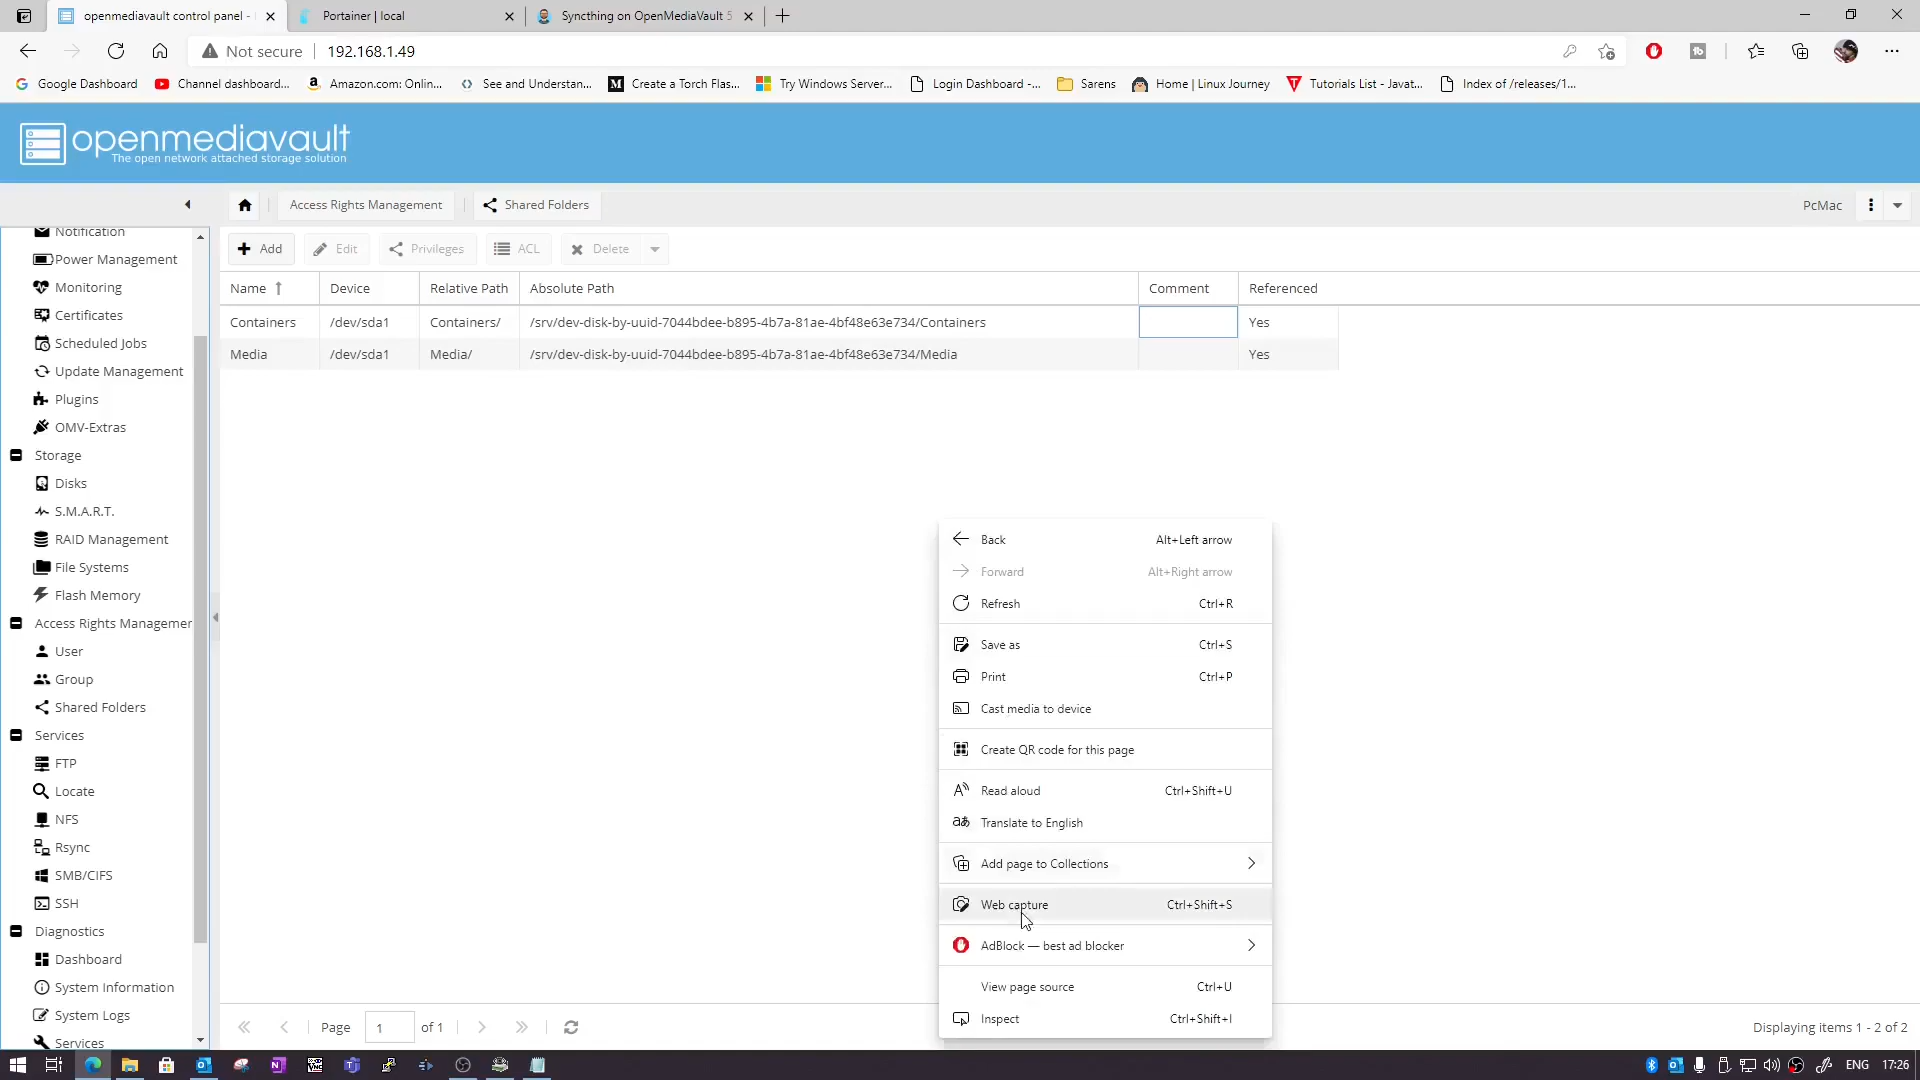 openmediavault control panel -
Portainer | local
Syncthing on OpenMediaVault 5
Not secure
192.168.1.49
Google Dashboard
Channel dashboard...
Amazon.com: Onlin...
See and Understan...
Create a Torch Flas...
Try Windows Server...
Login Dashboard -...
Sarens
Home | Linux Journey
Tutorials List - Javat...
Index of /releases/1...
openmediavault
The open network attached storage solution
Access Rights Management
Shared Folders
PcMac
Notification
Power Management
Monitoring
Certificates
Scheduled Jobs
Update Management
Plugins
OMV-Extras
Storage
Disks
S.M.A.R.T.
RAID Management
File Systems
Flash Memory
Access Rights Managemen
User
Group
Shared Folders
Services
FTP
Locate
NFS
Rsync
SMB/CIFS
SSH
Diagnostics
Dashboard
System Information
System Logs
Services
Add
Edit
Privileges
ACL
Delete
Name Device Relative Path Absolute Path Comment Referenced
Containers /dev/sda1 Containers/ /srv/dev-disk-by-uuid-7044bdee-b895-4b7a-81ae-4bf48e63e734/Containers Yes
Media /dev/sda1 Media/ /srv/dev-disk-by-uuid-7044bdee-b895-4b7a-81ae-4bf48e63e734/Media Yes
Back Alt+Left arrow
Forward Alt+Right arrow
Refresh Ctrl+R
Save as Ctrl+S
Print Ctrl+P
Cast media to device
Create QR code for this page
Read aloud Ctrl+Shift+U
Translate to English
Add page to Collections
Web capture Ctrl+Shift+S
AdBlock — best ad blocker
View page source Ctrl+U
Inspect Ctrl+Shift+I
Page 1 of 1
Displaying items 1 - 2 of 2
ENG 17:26